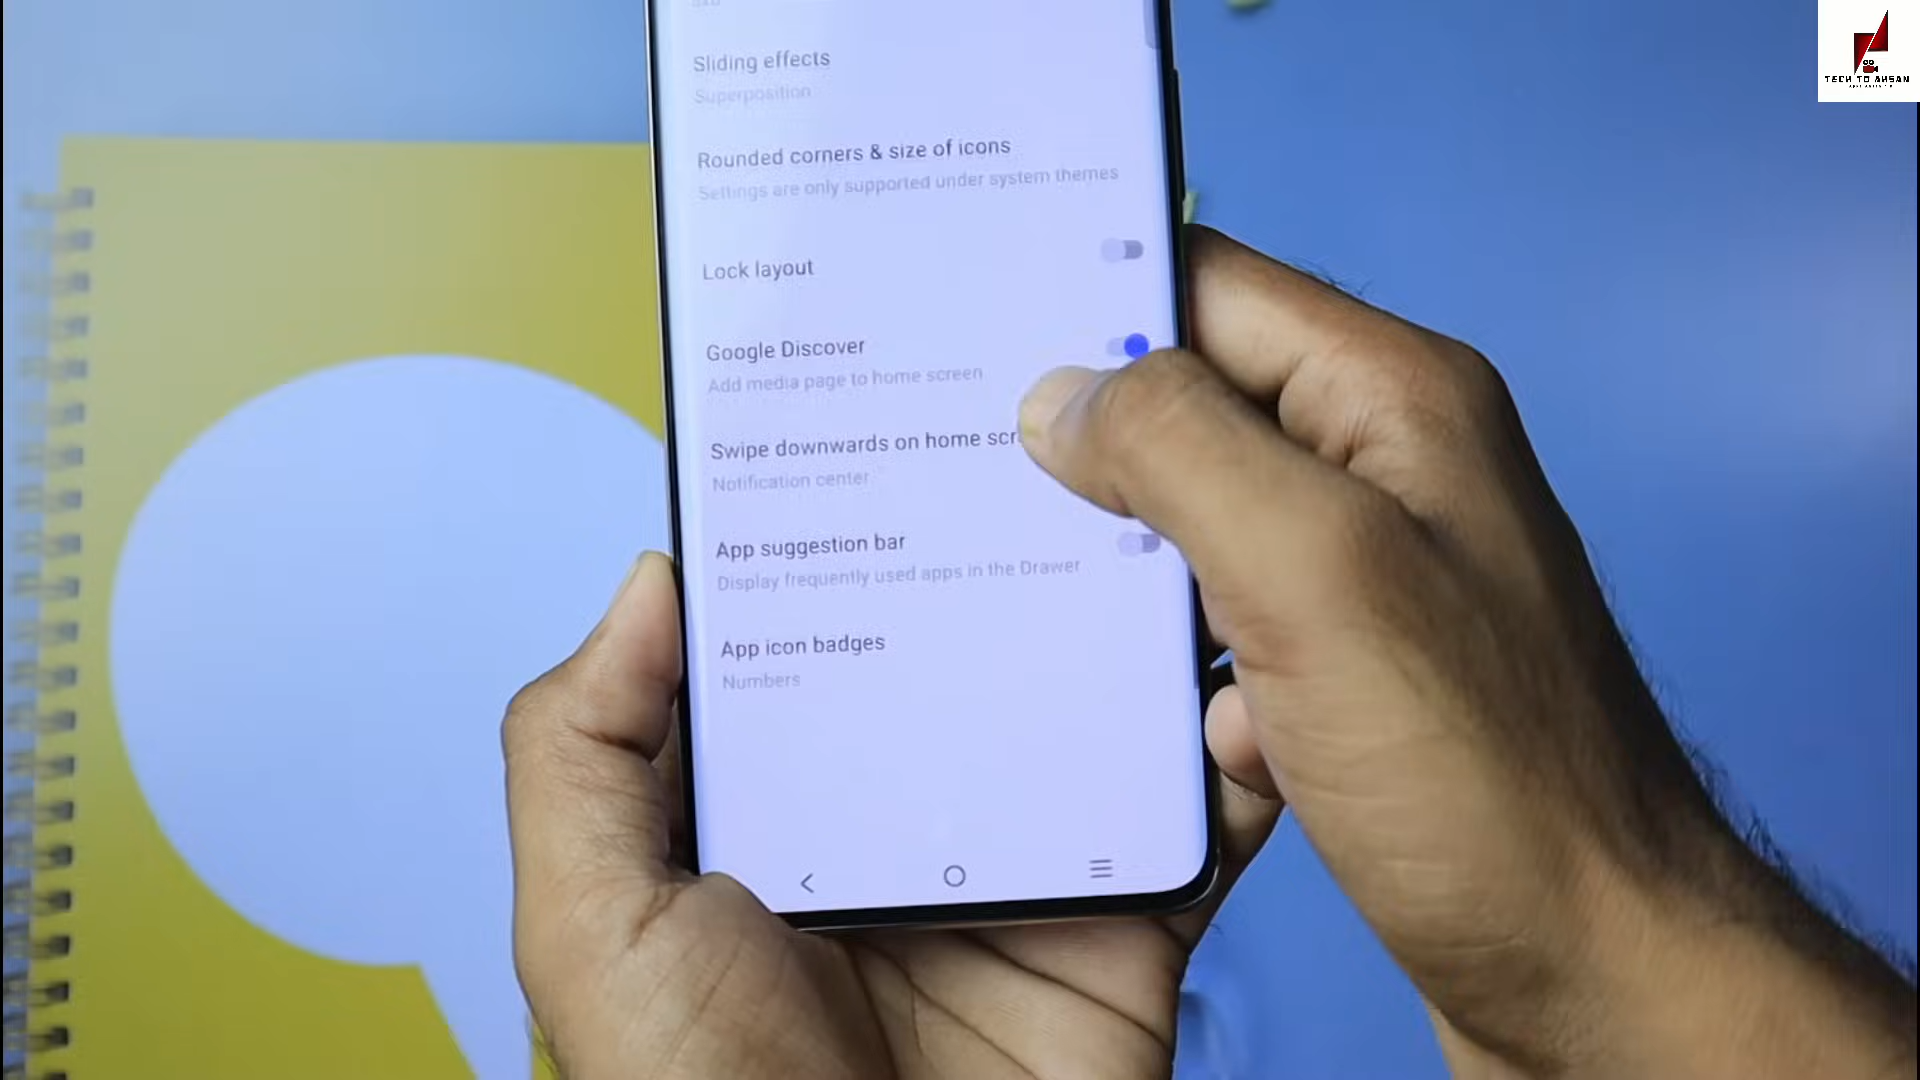 Sliding effects
Superposition
Rounded corners & size of icons
Settings are only supported under system themes
Lock layout
Google Discover
Add media page to home screen
Swipe downwards on home scr
Notification center
App suggestion bar
Display frequently used apps in the Drawer
App icon badges
Numbers
TECH TO AHSAN